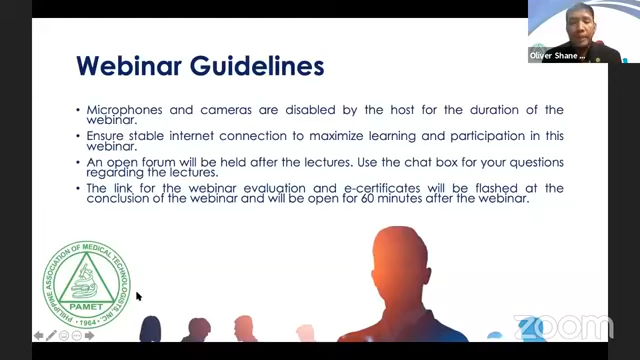 Webinar Guidelines
Oliver Shane ...
• Microphones and cameras are disabled by the host for the duration of the
webinar.
• Ensure stable internet connection to maximize learning and participation in this
webinar.
• An open forum will be held after the lectures. Use the chat box for your questions
regarding the lectures.
• The link for the webinar evaluation and e-certificates will be flashed at the
conclusion of the webinar and will be open for 60 minutes after the webinar.
PHILIPPINE ASSOCIATION OF MEDICAL TECHNOLOGISTS, INC.
PAMET
• 1964 •
zoom